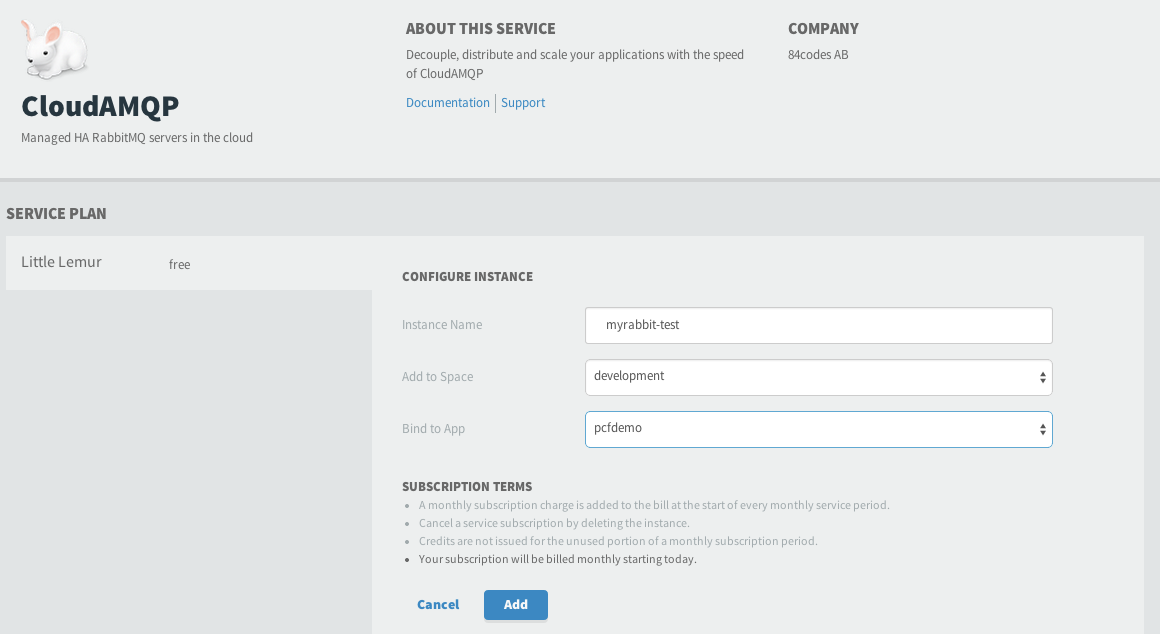 CloudAMQP
Managed HA RabbitMQ servers in the cloud
ABOUT THIS SERVICE
Decouple, distribute and scale your applications with the speed
of CloudAMQP
Documentation | Support
COMPANY
84codes AB
SERVICE PLAN
Little Lemur free
CONFIGURE INSTANCE
Instance Name myrabbit-test
Add to Space development
Bind to App pcfdemo
SUBSCRIPTION TERMS
• A monthly subscription charge is added to the bill at the start of every monthly service period.
• Cancel a service subscription by deleting the instance.
• Credits are not issued for the unused portion of a monthly subscription period.
• Your subscription will be billed monthly starting today.
Cancel Add